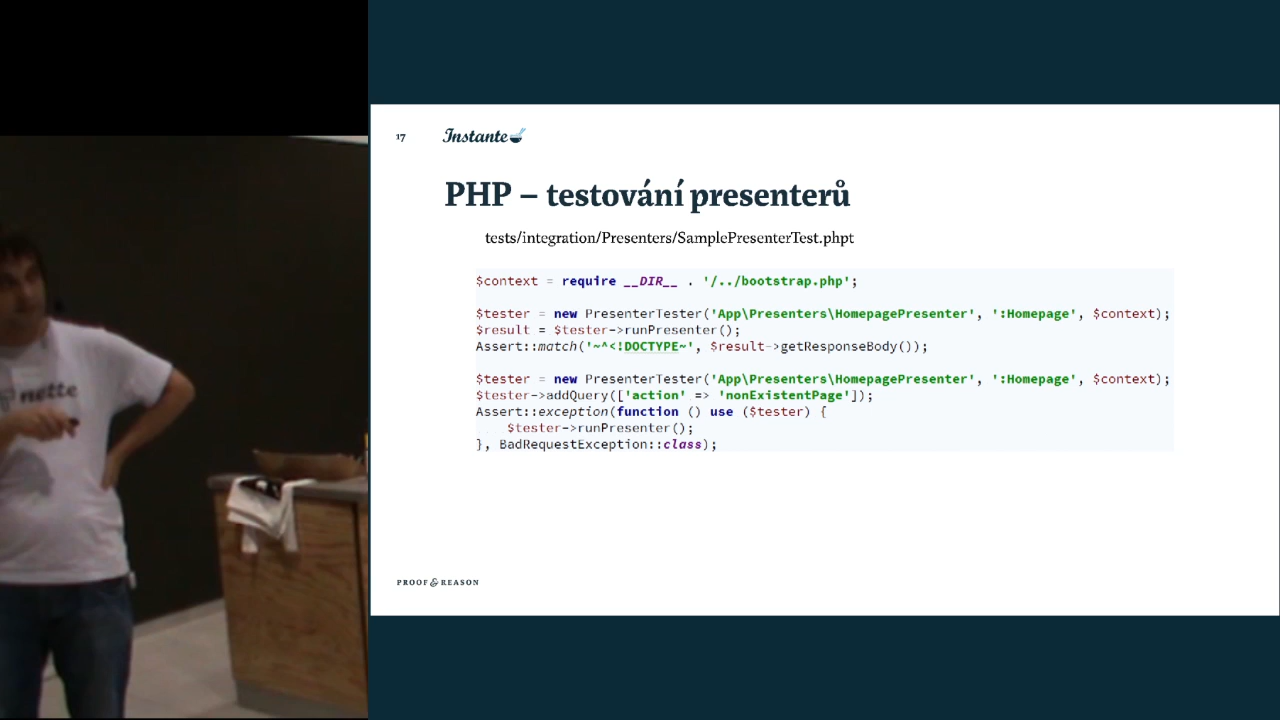 17
Instante
PHP – testování presenterů
tests/integration/Presenters/SamplePresenterTest.phpt
$context = require __DIR__ . '/../bootstrap.php';
$tester = new PresenterTester('App\Presenters\HomepagePresenter', ':Homepage', $context);
$result = $tester->runPresenter();
Assert::match('~^<!DOCTYPE~', $result->getResponseBody());
$tester = new PresenterTester('App\Presenters\HomepagePresenter', ':Homepage', $context);
$tester->addQuery(['action' => 'nonExistentPage']);
Assert::exception(function () use ($tester) {
    $tester->runPresenter();
}, BadRequestException::class);
PROOF & REASON
nette